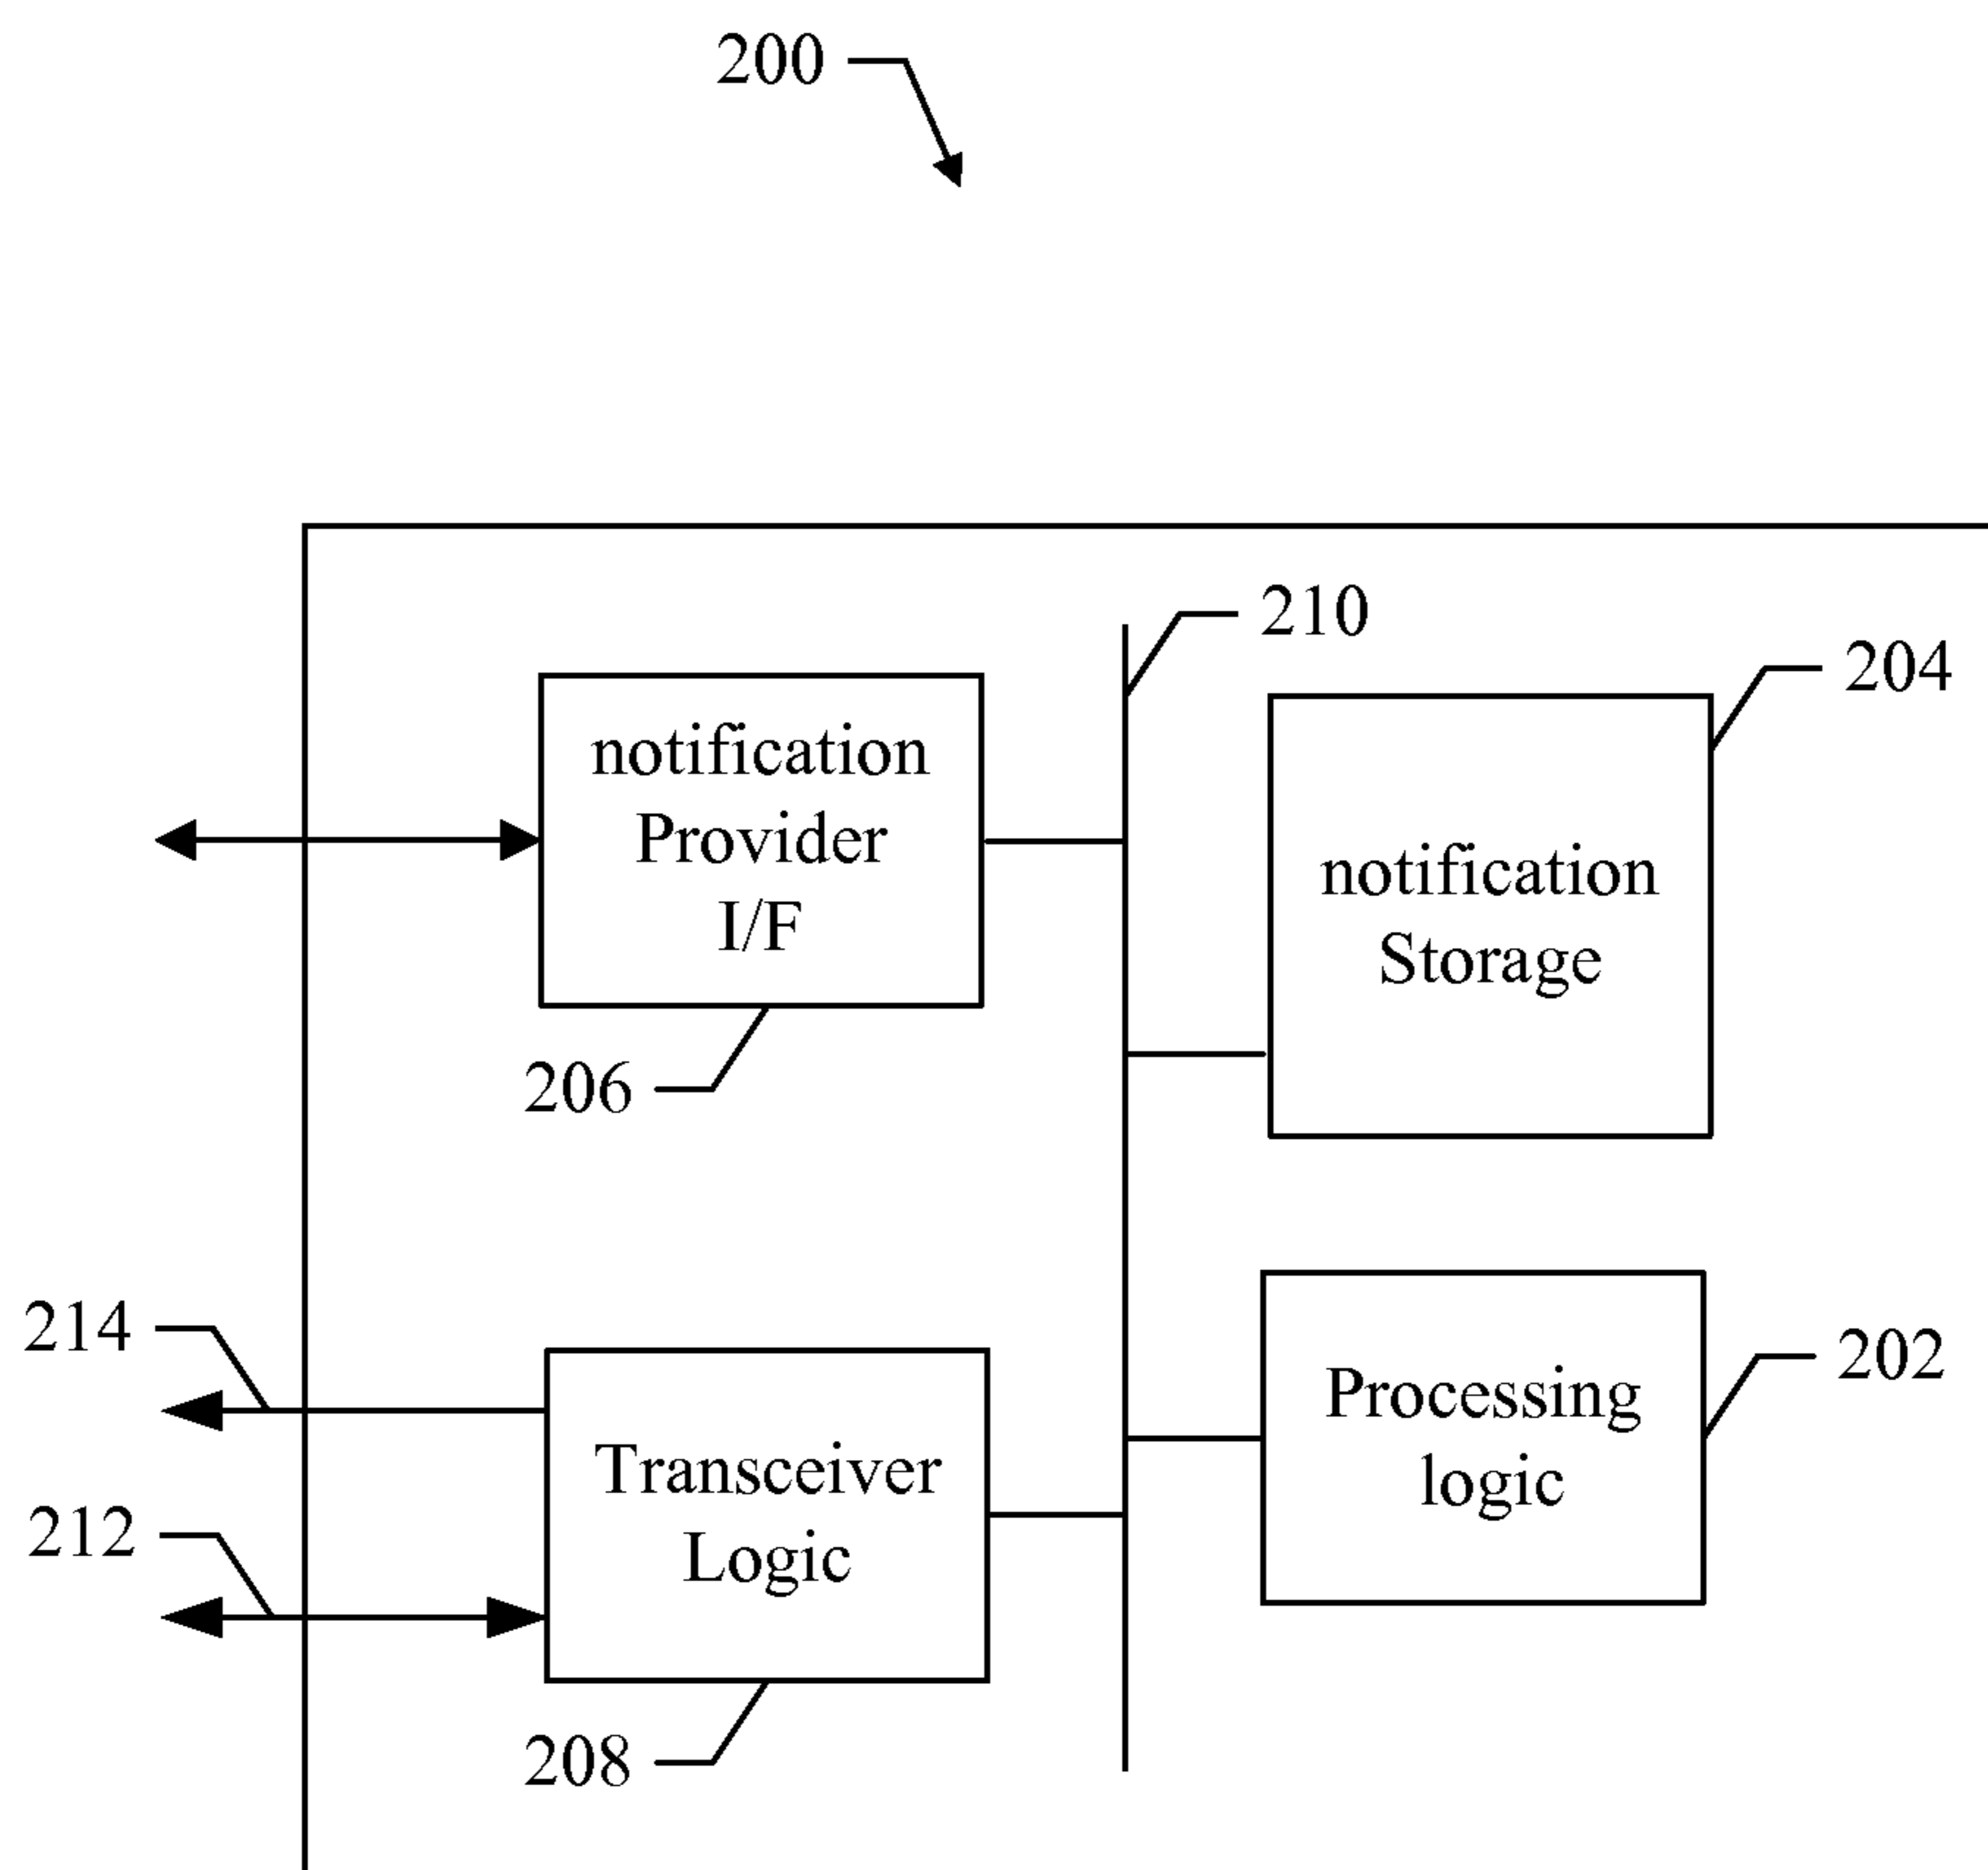 200
210
204
notification
Provider
I/F
notification
Storage
206
214
202
Processing
logic
Transceiver
Logic
212
208